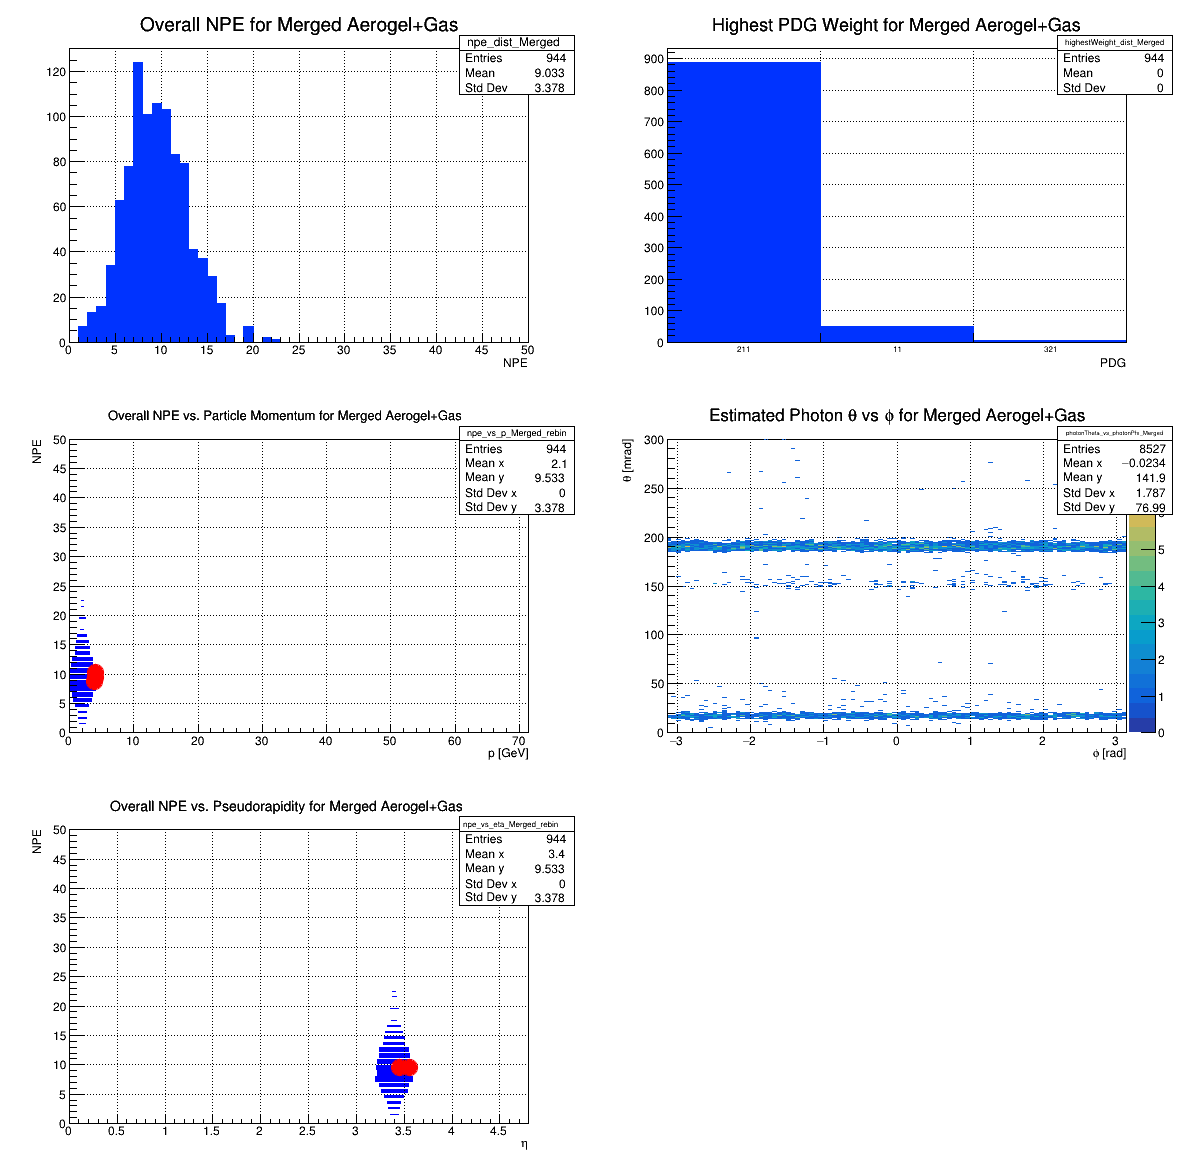 Overall NPE for Merged Aerogel+Gas
npe_dist_Merged
Entries 944
Mean 9.033
Std Dev 3.378
120
100
80
60
40
20
0
0 5 10 15 20 25 30 35 40 45 50
NPE
Highest PDG Weight for Merged Aerogel+Gas
highestWeight_dist_Merged
Entries 944
Mean 0
Std Dev 0
900
800
700
600
500
400
300
200
100
0
211 11 321
PDG
Overall NPE vs. Particle Momentum for Merged Aerogel+Gas
npe_vs_p_Merged_rebin
Entries 944
Mean x 2.1
Mean y 9.533
Std Dev x 0
Std Dev y 3.378
NPE
50
45
40
35
30
25
20
15
10
5
0
0 10 20 30 40 50 60 70
p [GeV]
Estimated Photon θ vs ϕ for Merged Aerogel+Gas
photonTheta_vs_photonPhi_Merged
Entries 8527
Mean x −0.0234
Mean y 141.9
Std Dev x 1.787
Std Dev y 76.99
θ [mrad]
300
250
200
150
100
50
0
−3 −2 −1 0 1 2 3
ϕ [rad]
5
4
3
2
1
0
Overall NPE vs. Pseudorapidity for Merged Aerogel+Gas
npe_vs_eta_Merged_rebin
Entries 944
Mean x 3.4
Mean y 9.533
Std Dev x 0
Std Dev y 3.378
NPE
50
45
40
35
30
25
20
15
10
5
0
0 0.5 1 1.5 2 2.5 3 3.5 4 4.5
η